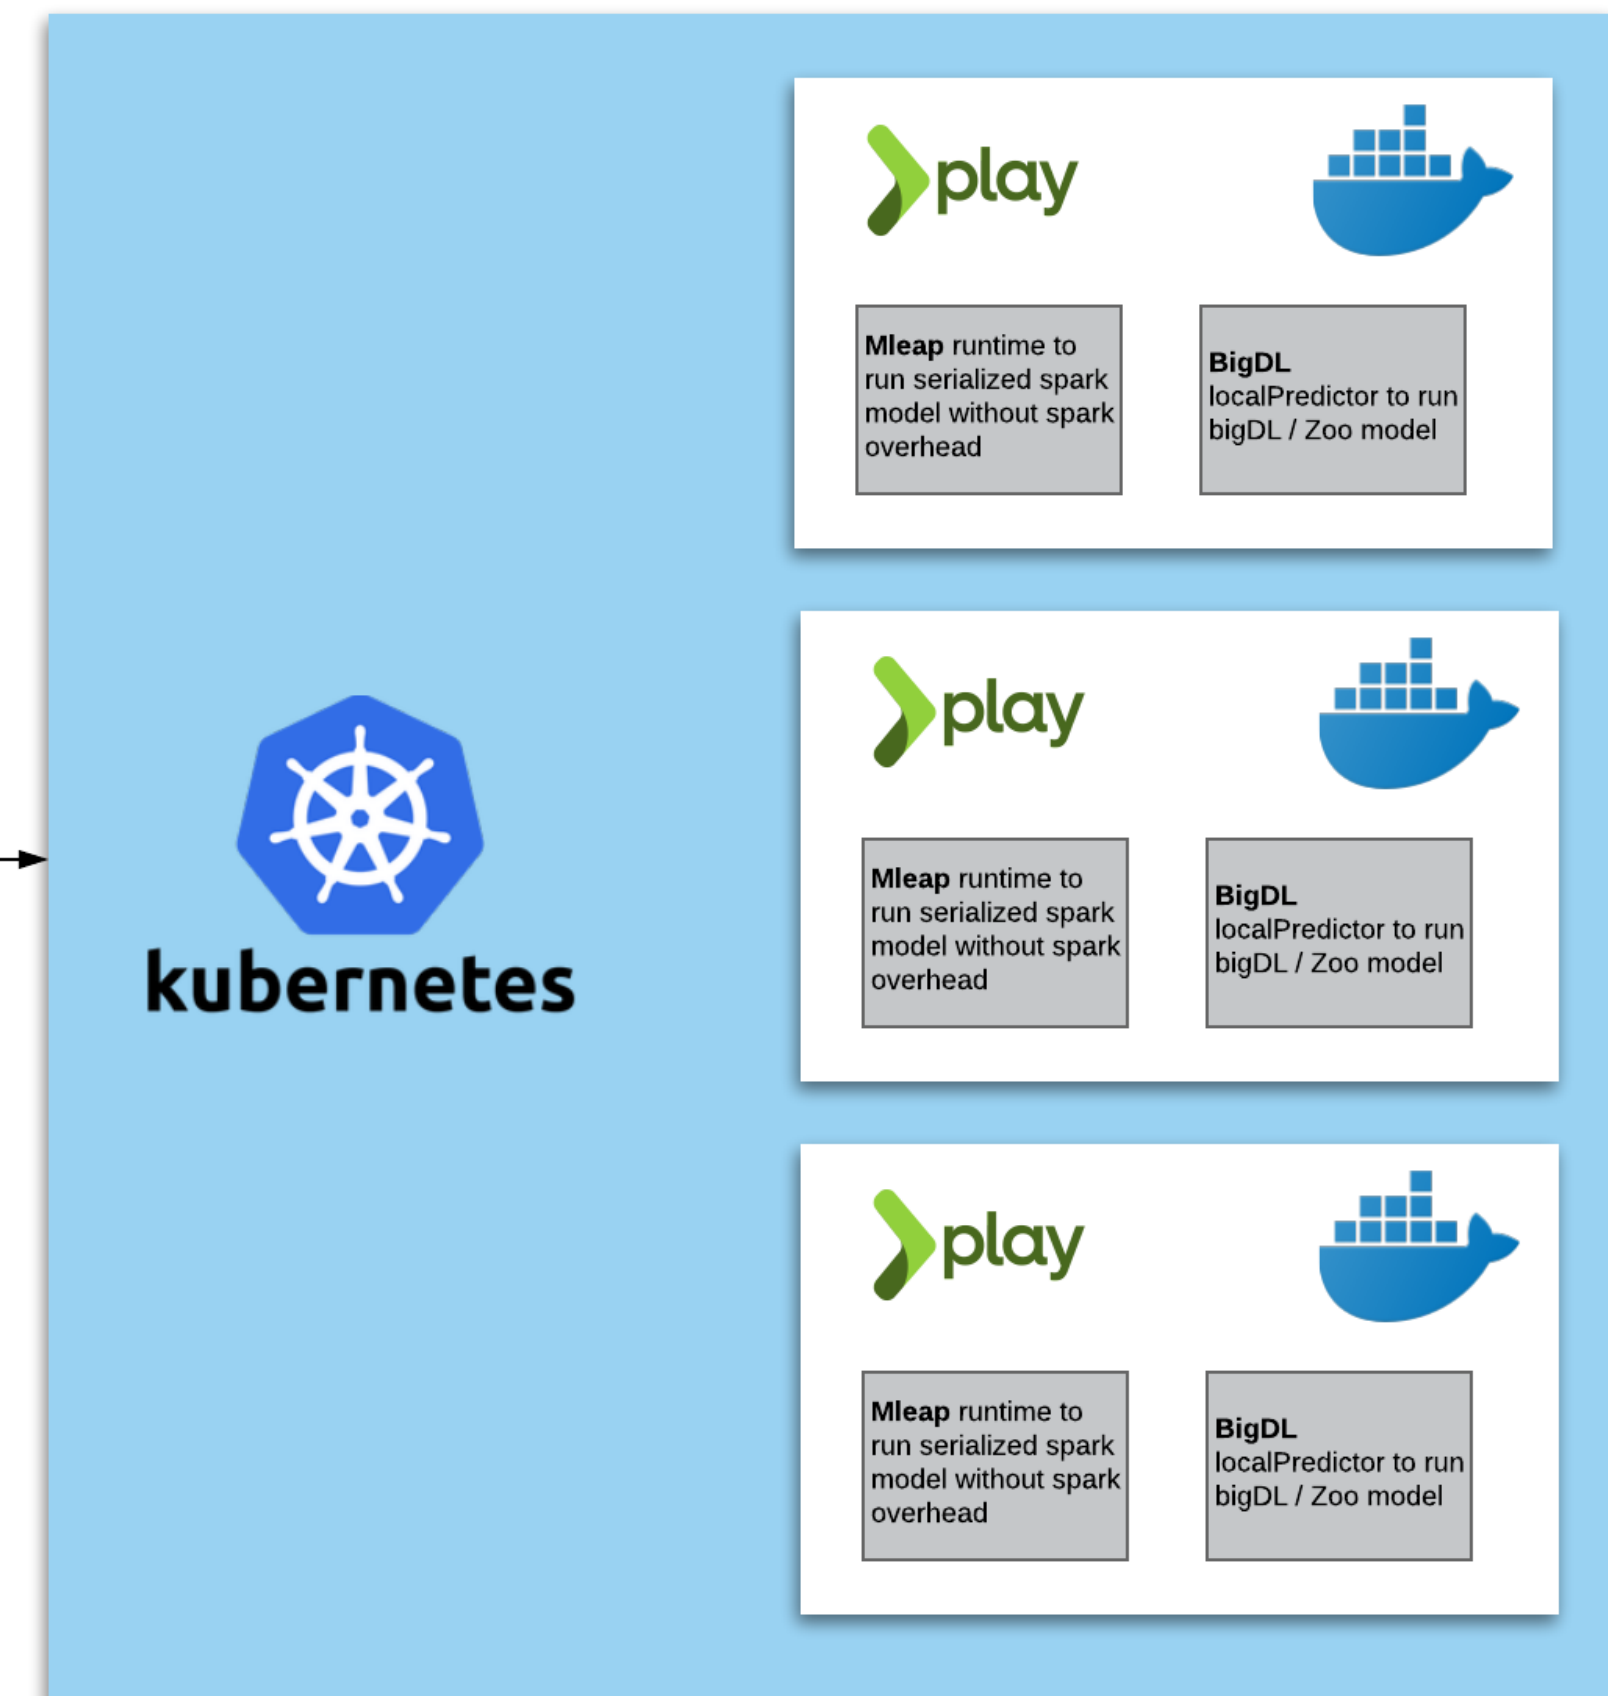 play
Mleap runtime to
run serialized spark
model without spark
overhead
BigDL
localPredictor to run
bigDL / Zoo model
kubernetes
play
Mleap runtime to
run serialized spark
model without spark
overhead
BigDL
localPredictor to run
bigDL / Zoo model
play
Mleap runtime to
run serialized spark
model without spark
overhead
BigDL
localPredictor to run
bigDL / Zoo model